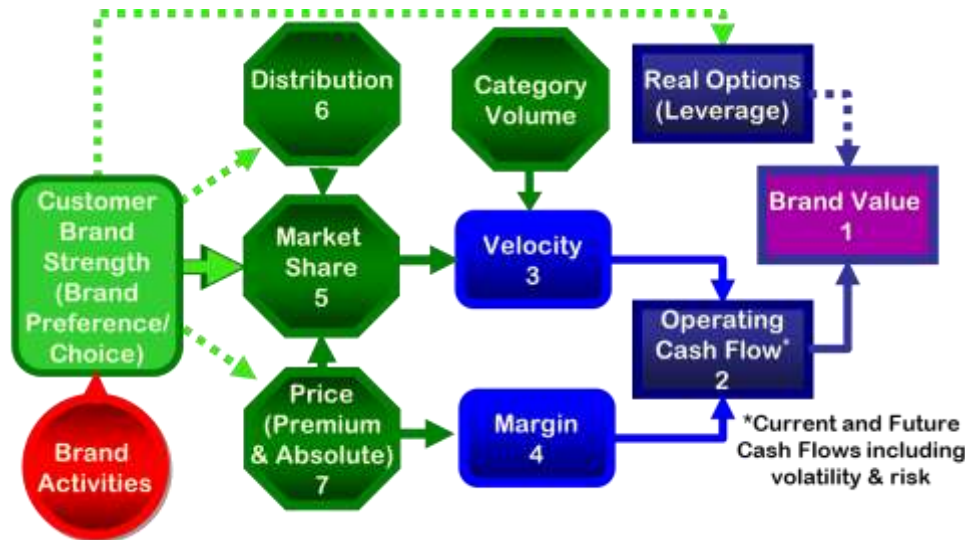 Distribution
6
Category
Volume
Real Options
(Leverage)
Customer
Brand
Strength
(Brand
Preference/
Choice)
Market
Share
5
Velocity
3
Brand Value
1
Operating
Cash Flow*
2
Price
(Premium
& Absolute)
7
Margin
4
*Current and Future
Cash Flows including
volatility & risk
Brand
Activities